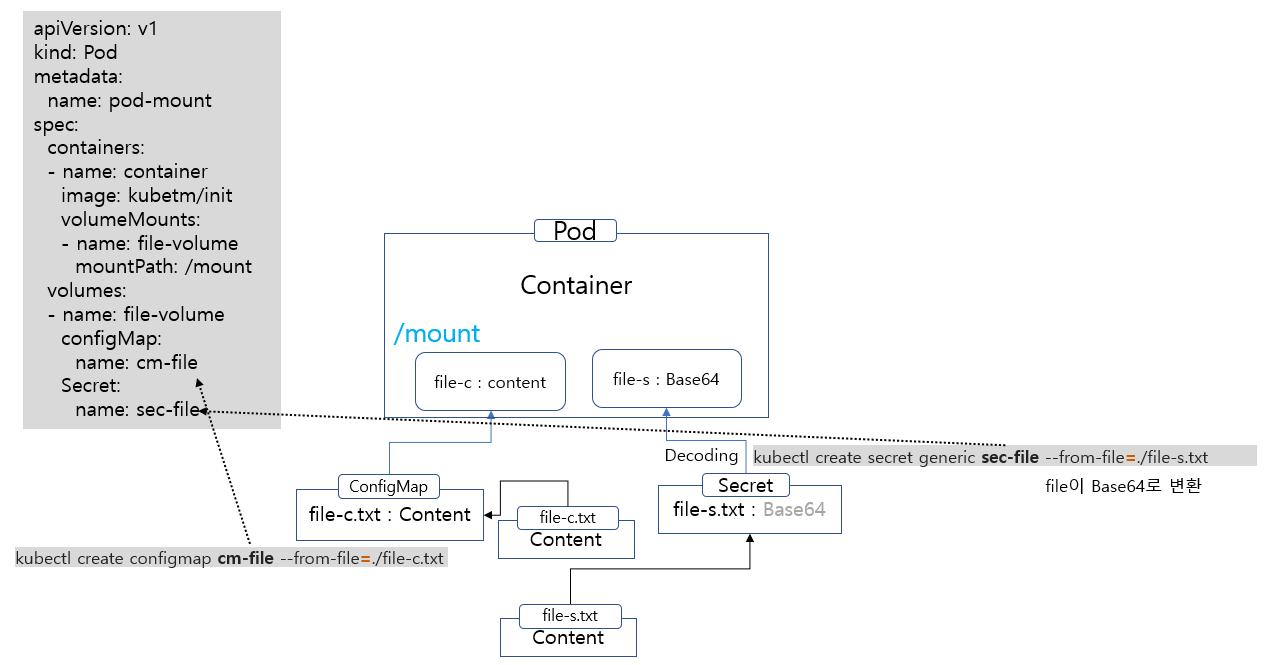 apiVersion: v1
kind: Pod
metadata:
  name: pod-mount
spec:
  containers:
  - name: container
    image: kubetm/init
    volumeMounts:
    - name: file-volume
      mountPath: /mount
  volumes:
  - name: file-volume
    configMap:
      name: cm-file
    Secret:
      name: sec-file
Pod
Container
/mount
file-c : content
file-s : Base64
Decoding
kubectl create secret generic sec-file --from-file=./file-s.txt
file이 Base64로 변환
ConfigMap
file-c.txt : Content
Secret
file-s.txt : Base64
file-c.txt
Content
kubectl create configmap cm-file --from-file=./file-c.txt
file-s.txt
Content